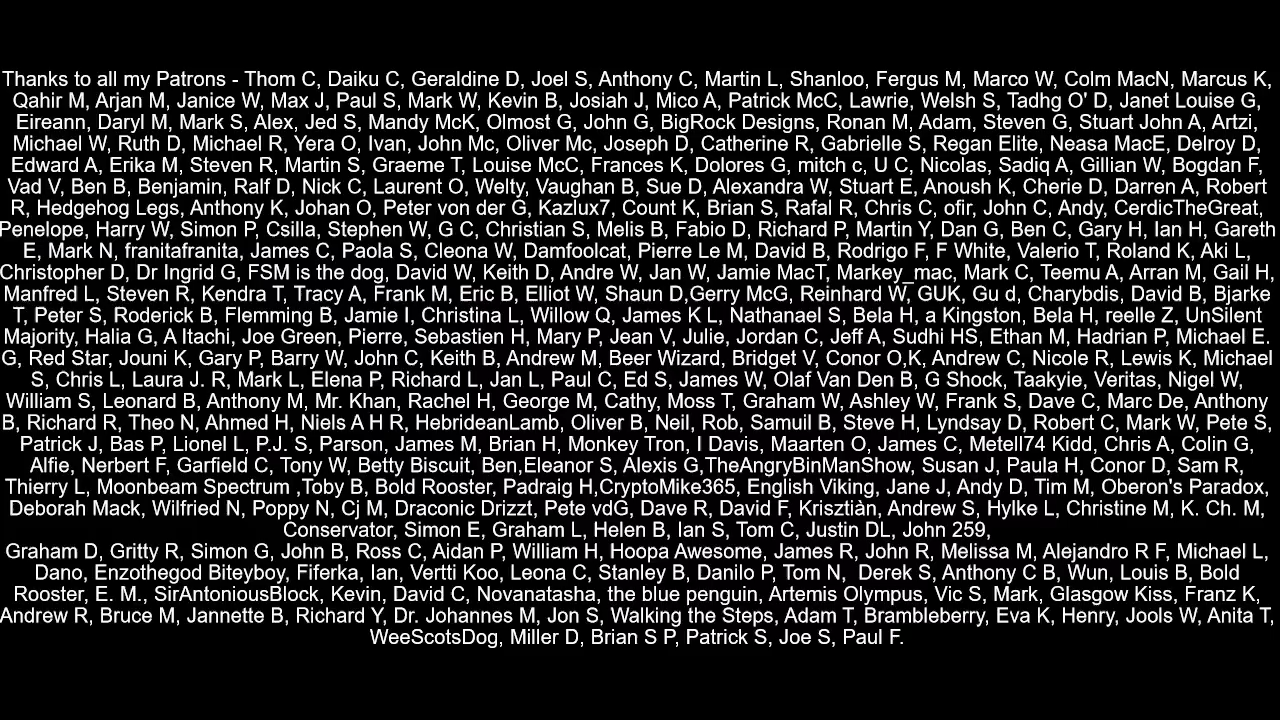 Thanks to all my Patrons - Thom C, Daiku C, Geraldine D, Joel S, Anthony C, Martin L, Shanloo, Fergus M, Marco W, Colm MacN, Marcus K,
Qahir M, Arjan M, Janice W, Max J, Paul S, Mark W, Kevin B, Josiah J, Mico A, Patrick McC, Lawrie, Welsh S, Tadhg O' D, Janet Louise G,
Eireann, Daryl M, Mark S, Alex, Jed S, Mandy McK, Olmost G, John G, BigRock Designs, Ronan M, Adam, Steven G, Stuart John A, Artzi,
Michael W, Ruth D, Michael R, Yera O, Ivan, John Mc, Oliver Mc, Joseph D, Catherine R, Gabrielle S, Regan Elite, Neasa MacE, Delroy D,
Edward A, Erika M, Steven R, Martin S, Graeme T, Louise McC, Frances K, Dolores G, mitch c, U C, Nicolas, Sadiq A, Gillian W, Bogdan F,
Vad V, Ben B, Benjamin, Ralf D, Nick C, Laurent O, Welty, Vaughan B, Sue D, Alexandra W, Stuart E, Anoush K, Cherie D, Darren A, Robert
R, Hedgehog Legs, Anthony K, Johan O, Peter von der G, Kazlux7, Count K, Brian S, Rafal R, Chris C, ofir, John C, Andy, CerdicTheGreat,
Penelope, Harry W, Simon P, Csilla, Stephen W, G C, Christian S, Melis B, Fabio D, Richard P, Martin Y, Dan G, Ben C, Gary H, Ian H, Gareth
E, Mark N, franitafranita, James C, Paola S, Cleona W, Damfoolcat, Pierre Le M, David B, Rodrigo F, F White, Valerio T, Roland K, Aki L,
Christopher D, Dr Ingrid G, FSM is the dog, David W, Keith D, Andre W, Jan W, Jamie MacT, Markey_mac, Mark C, Teemu A, Arran M, Gail H,
Manfred L, Steven R, Kendra T, Tracy A, Frank M, Eric B, Elliot W, Shaun D,Gerry McG, Reinhard W, GUK, Gu d, Charybdis, David B, Bjarke
T, Peter S, Roderick B, Flemming B, Jamie I, Christina L, Willow Q, James K L, Nathanael S, Bela H, a Kingston, Bela H, reelle Z, UnSilent
Majority, Halia G, A Itachi, Joe Green, Pierre, Sebastien H, Mary P, Jean V, Julie, Jordan C, Jeff A, Sudhi HS, Ethan M, Hadrian P, Michael E.
G, Red Star, Jouni K, Gary P, Barry W, John C, Keith B, Andrew M, Beer Wizard, Bridget V, Conor O,K, Andrew C, Nicole R, Lewis K, Michael
S, Chris L, Laura J. R, Mark L, Elena P, Richard L, Jan L, Paul C, Ed S, James W, Olaf Van Den B, G Shock, Taakyie, Veritas, Nigel W,
William S, Leonard B, Anthony M, Mr. Khan, Rachel H, George M, Cathy, Moss T, Graham W, Ashley W, Frank S, Dave C, Marc De, Anthony
B, Richard R, Theo N, Ahmed H, Niels A H R, HebrideanLamb, Oliver B, Neil, Rob, Samuil B, Steve H, Lyndsay D, Robert C, Mark W, Pete S,
Patrick J, Bas P, Lionel L, P.J. S, Parson, James M, Brian H, Monkey Tron, I Davis, Maarten O, James C, Metell74 Kidd, Chris A, Colin G,
Alfie, Nerbert F, Garfield C, Tony W, Betty Biscuit, Ben,Eleanor S, Alexis G,TheAngryBinManShow, Susan J, Paula H, Conor D, Sam R,
Thierry L, Moonbeam Spectrum ,Toby B, Bold Rooster, Padraig H,CryptoMike365, English Viking, Jane J, Andy D, Tim M, Oberon's Paradox,
Deborah Mack, Wilfried N, Poppy N, Cj M, Draconic Drizzt, Pete vdG, Dave R, David F, Krisztiàn, Andrew S, Hylke L, Christine M, K. Ch. M,
Conservator, Simon E, Graham L, Helen B, Ian S, Tom C, Justin DL, John 259,
Graham D, Gritty R, Simon G, John B, Ross C, Aidan P, William H, Hoopa Awesome, James R, John R, Melissa M, Alejandro R F, Michael L,
Dano, Enzothegod Biteyboy, Fiferka, Ian, Vertti Koo, Leona C, Stanley B, Danilo P, Tom N, Derek S, Anthony C B, Wun, Louis B, Bold
Rooster, E. M., SirAntoniousBlock, Kevin, David C, Novanatasha, the blue penguin, Artemis Olympus, Vic S, Mark, Glasgow Kiss, Franz K,
Andrew R, Bruce M, Jannette B, Richard Y, Dr. Johannes M, Jon S, Walking the Steps, Adam T, Brambleberry, Eva K, Henry, Jools W, Anita T,
WeeScotsDog, Miller D, Brian S P, Patrick S, Joe S, Paul F.